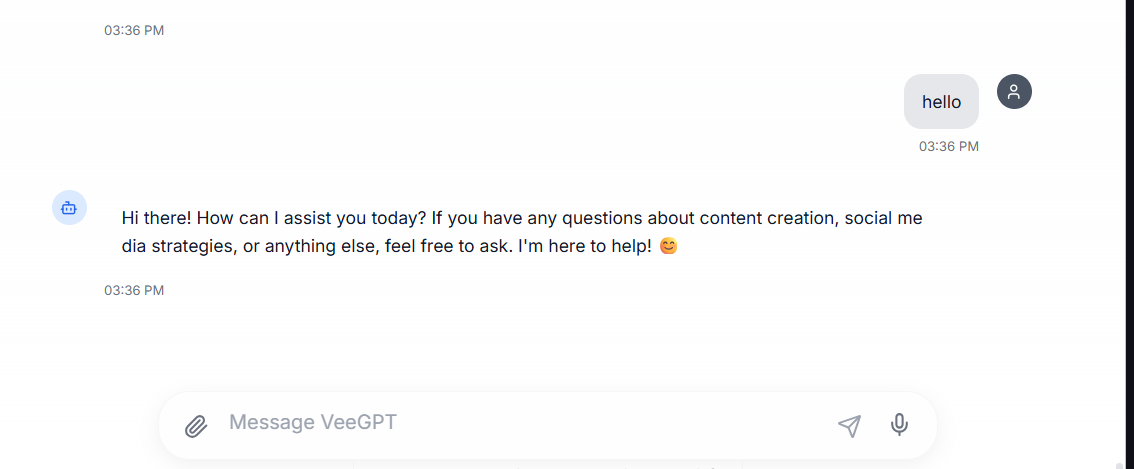 03:36 PM
hello
03:36 PM
Hi there! How can I assist you today? If you have any questions about content creation, social me
dia strategies, or anything else, feel free to ask. I'm here to help! 😊
03:36 PM
Message VeeGPT